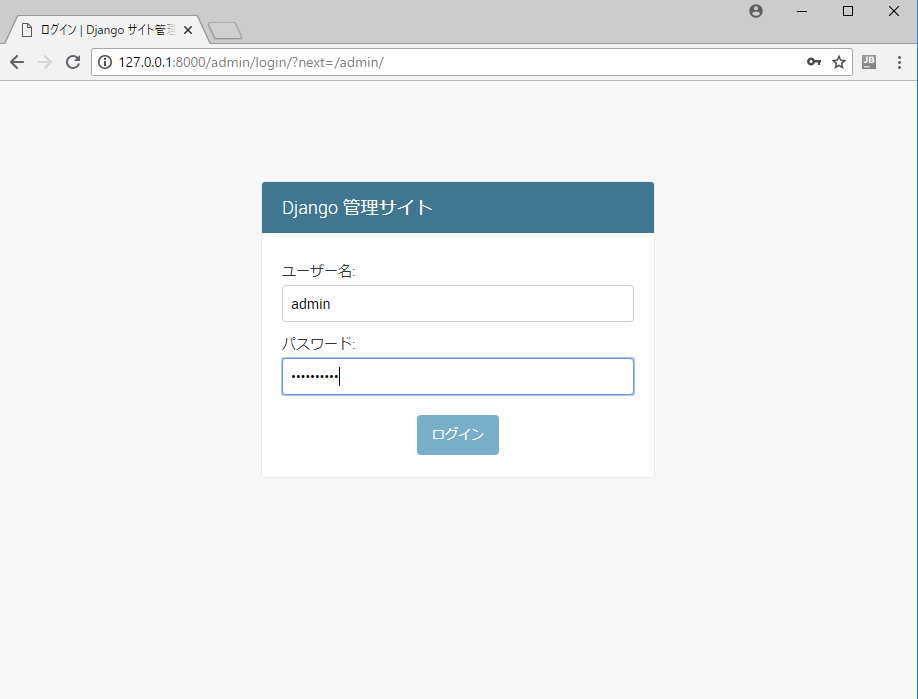 ログイン | Django サイト管理
127.0.0.1:8000/admin/login/?next=/admin/
JB
Django 管理サイト
ユーザー名:
admin
パスワード:
••••••••••
ログイン